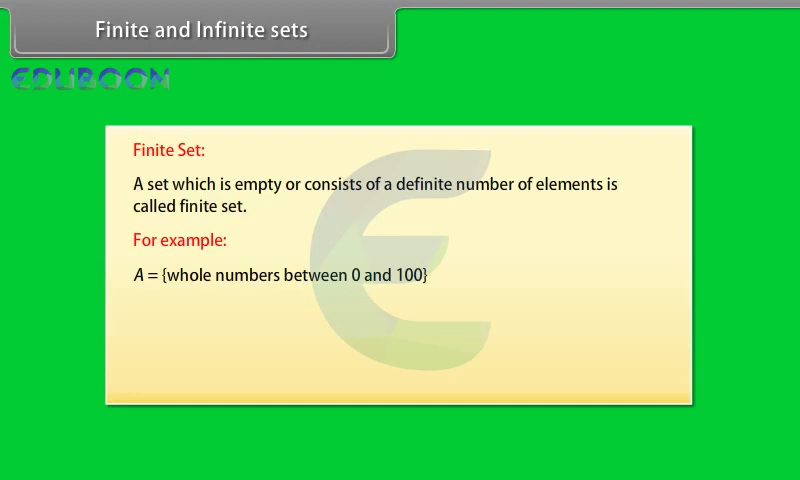 Finite and Infinite sets
EDUBOON
Finite Set:
A set which is empty or consists of a definite number of elements is
called finite set.
For example:
A = {whole numbers between 0 and 100}